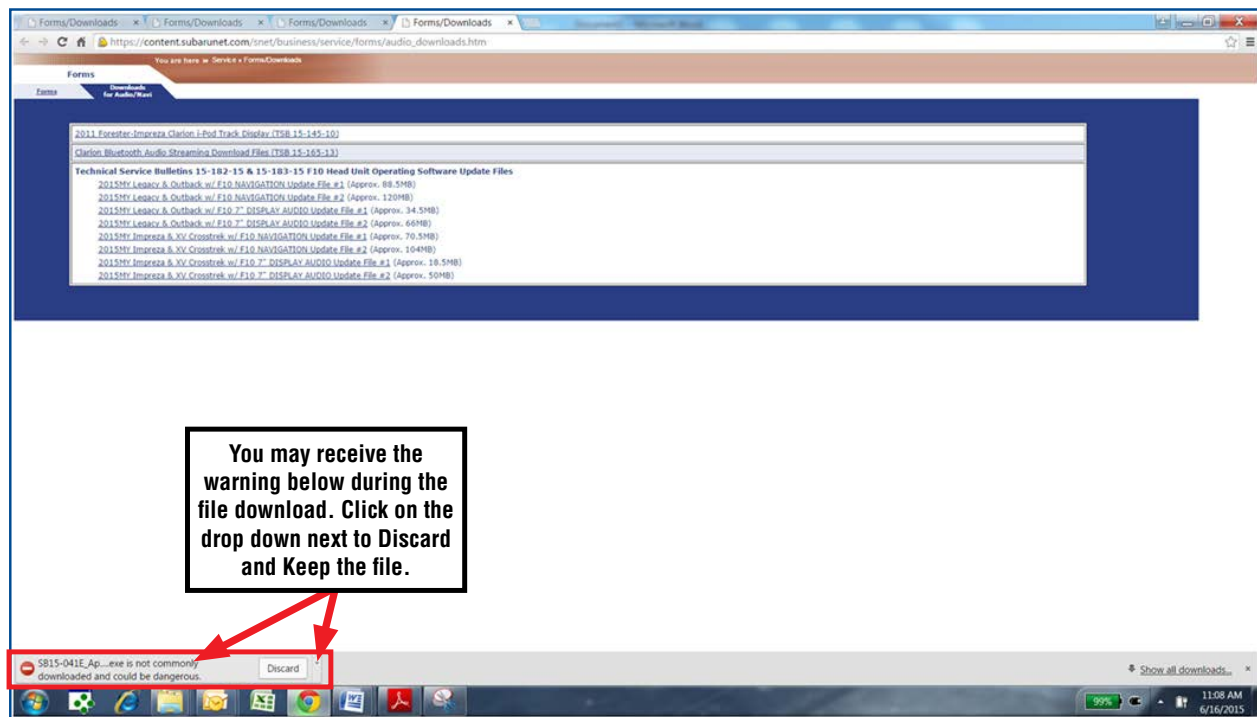 Forms/Downloads
Forms/Downloads
Forms/Downloads
Forms/Downloads
https://content.subarunet.com/snet/business/service/forms/audio_downloads.htm
You are here » Service » Forms/Downloads
Forms
Forms
Downloads
for Audio/Navi
2011 Forester-Impreza Clarion i-Pod Track Display (TSB 15-145-10)
Clarion Bluetooth Audio Streaming Download Files (TSB 15-165-13)
Technical Service Bulletins 15-182-15 & 15-183-15 F10 Head Unit Operating Software Update Files
2015MY Legacy & Outback w/ F10 NAVIGATION Update File #1 (Approx. 88.5MB)
2015MY Legacy & Outback w/ F10 NAVIGATION Update File #2 (Approx. 120MB)
2015MY Legacy & Outback w/ F10 7" DISPLAY AUDIO Update File #1 (Approx. 34.5MB)
2015MY Legacy & Outback w/ F10 7" DISPLAY AUDIO Update File #2 (Approx. 66MB)
2015MY Impreza & XV Crosstrek w/ F10 NAVIGATION Update File #1 (Approx. 70.5MB)
2015MY Impreza & XV Crosstrek w/ F10 NAVIGATION Update File #2 (Approx. 104MB)
2015MY Impreza & XV Crosstrek w/ F10 7" DISPLAY AUDIO Update File #1 (Approx. 18.5MB)
2015MY Impreza & XV Crosstrek w/ F10 7" DISPLAY AUDIO Update File #2 (Approx. 50MB)
You may receive the
warning below during the
file download. Click on the
drop down next to Discard
and Keep the file.
SB15-041E_Ap....exe is not commonly
downloaded and could be dangerous.
Discard
Show all downloads...
99%
11:08 AM
6/16/2015